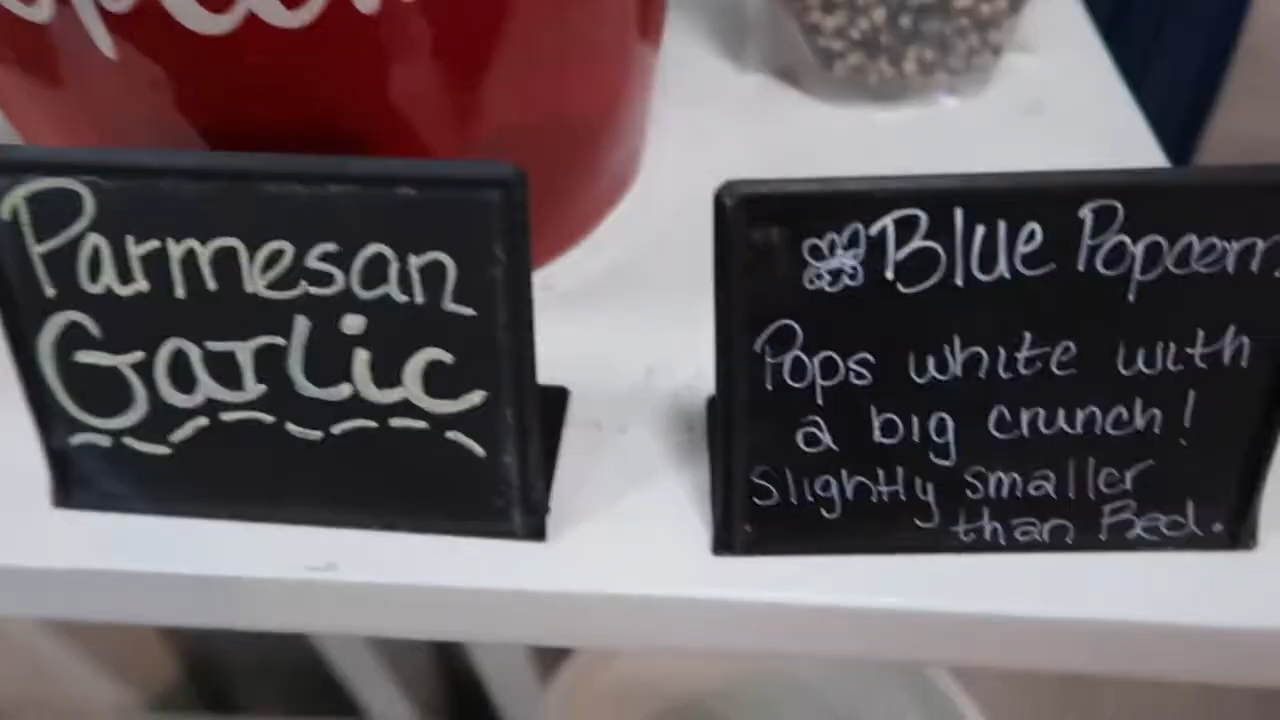 Parmesan
Garlic
Blue Popcorn
Pops white with
a big crunch!
Slightly smaller
than Red.